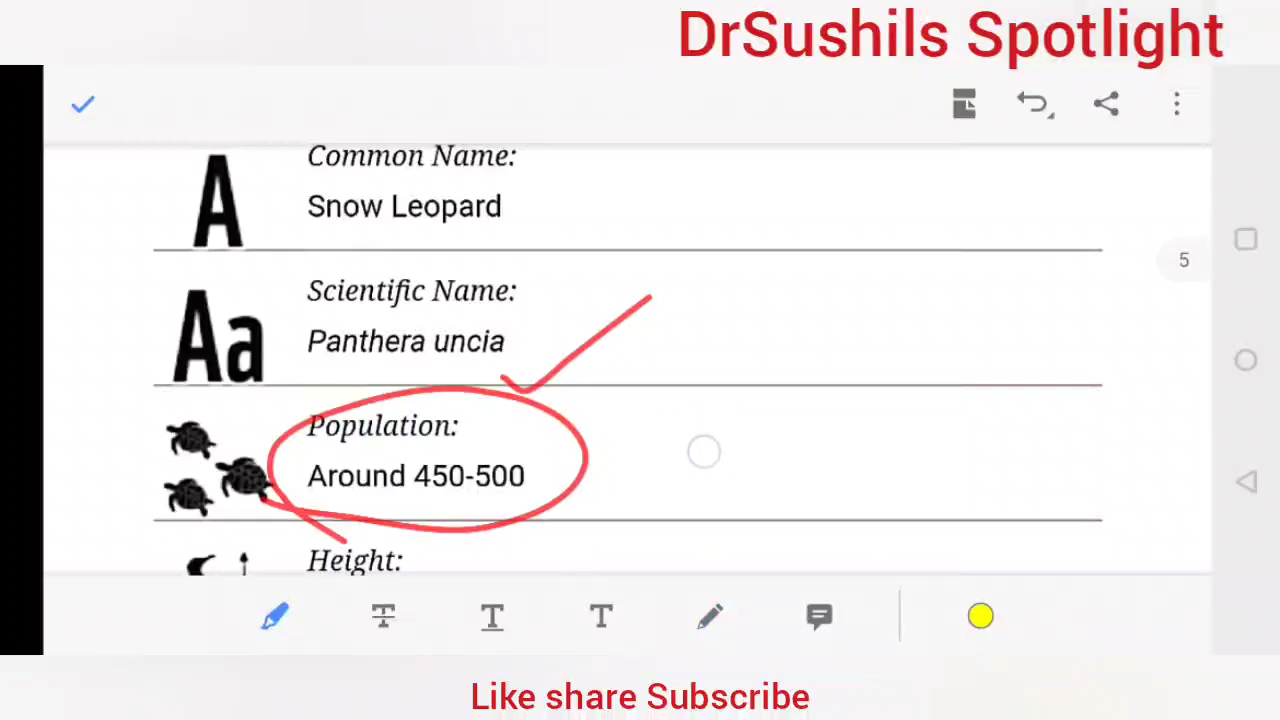 DrSushils Spotlight
Common Name:
A
Snow Leopard
5
Scientific Name:
Aa
Panthera uncia
Population:
Around 450-500
Height:
T
T
T
Like share Subscribe